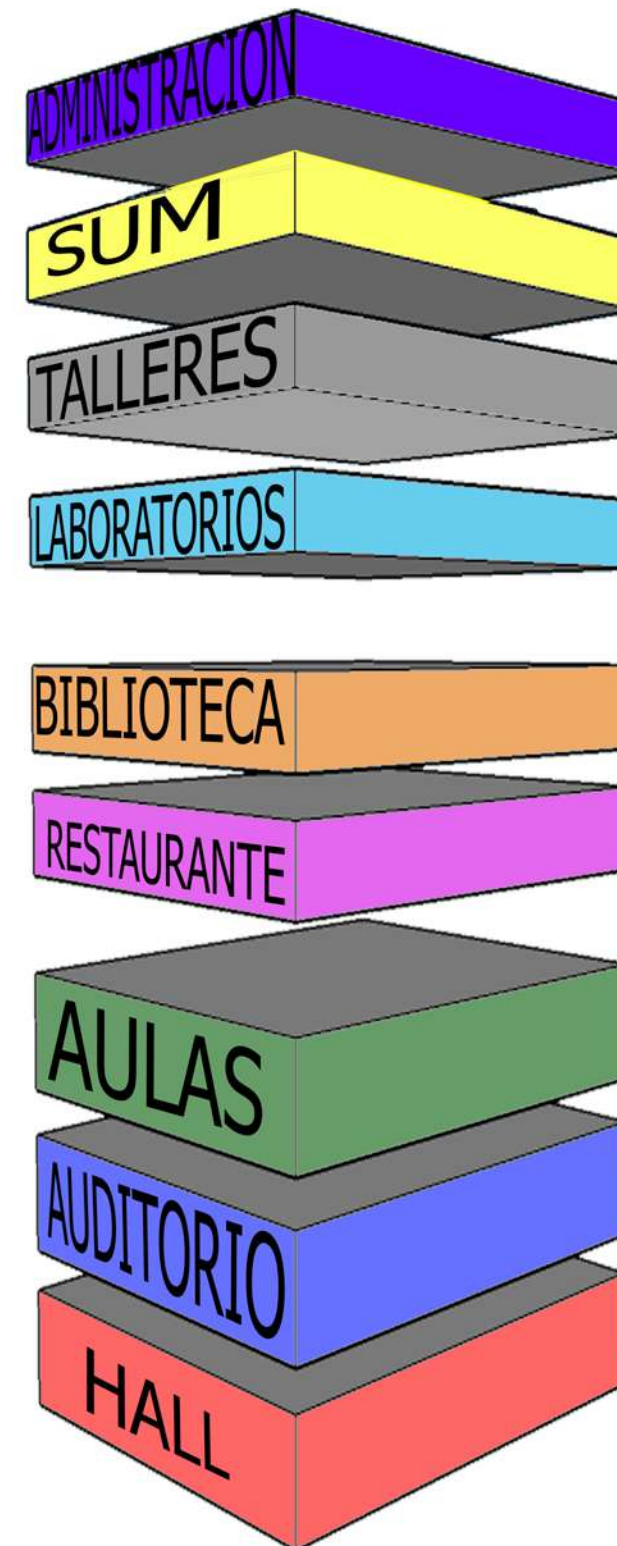 ADMINISTRACION
SUM
TALLERES
LABORATORIOS
BIBLIOTECA
RESTAURANTE
AULAS
AUDITORIO
HALL